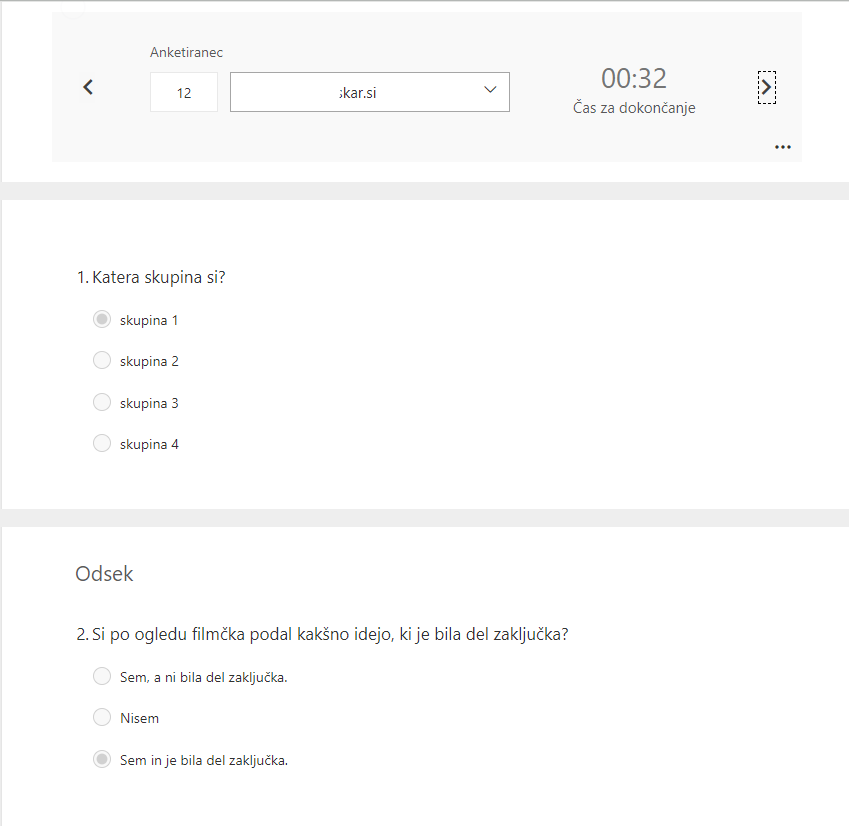 Anketiranec
12
skar.si
00:32
Čas za dokončanje
1. Katera skupina si?
skupina 1
skupina 2
skupina 3
skupina 4
Odsek
2. Si po ogledu filmčka podal kakšno idejo, ki je bila del zaključka?
Sem, a ni bila del zaključka.
Nisem
Sem in je bila del zaključka.